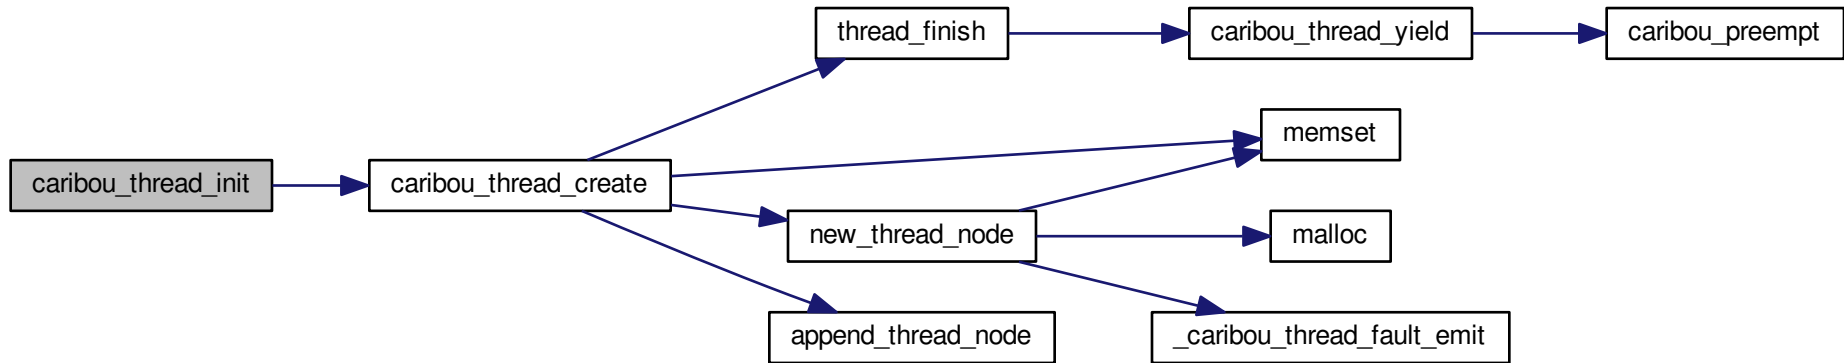 thread_finish
caribou_thread_yield
caribou_preempt
memset
caribou_thread_init
caribou_thread_create
new_thread_node
malloc
append_thread_node
_caribou_thread_fault_emit